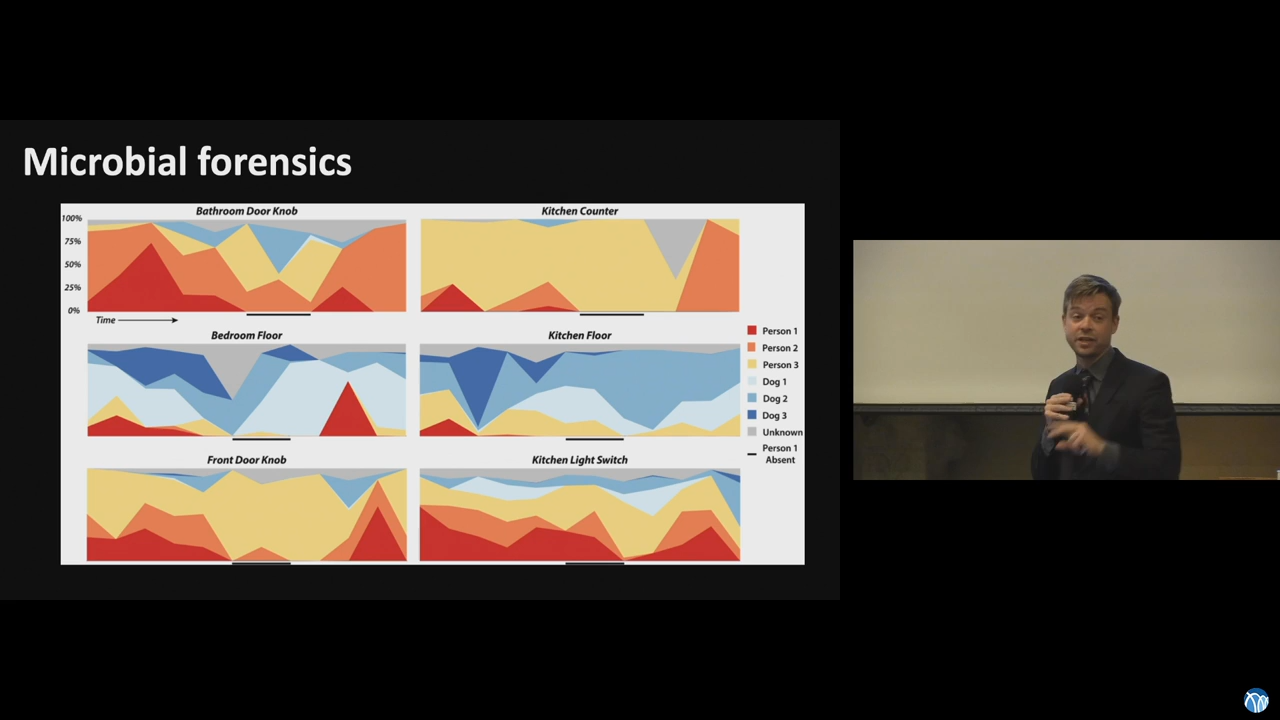 Microbial forensics
Bathroom Door Knob
Kitchen Counter
100%
75%
50%
25%
0%
Time
Bedroom Floor
Kitchen Floor
Front Door Knob
Kitchen Light Switch
Person 1
Person 2
Person 3
Dog 1
Dog 2
Dog 3
Unknown
Person 1
Absent